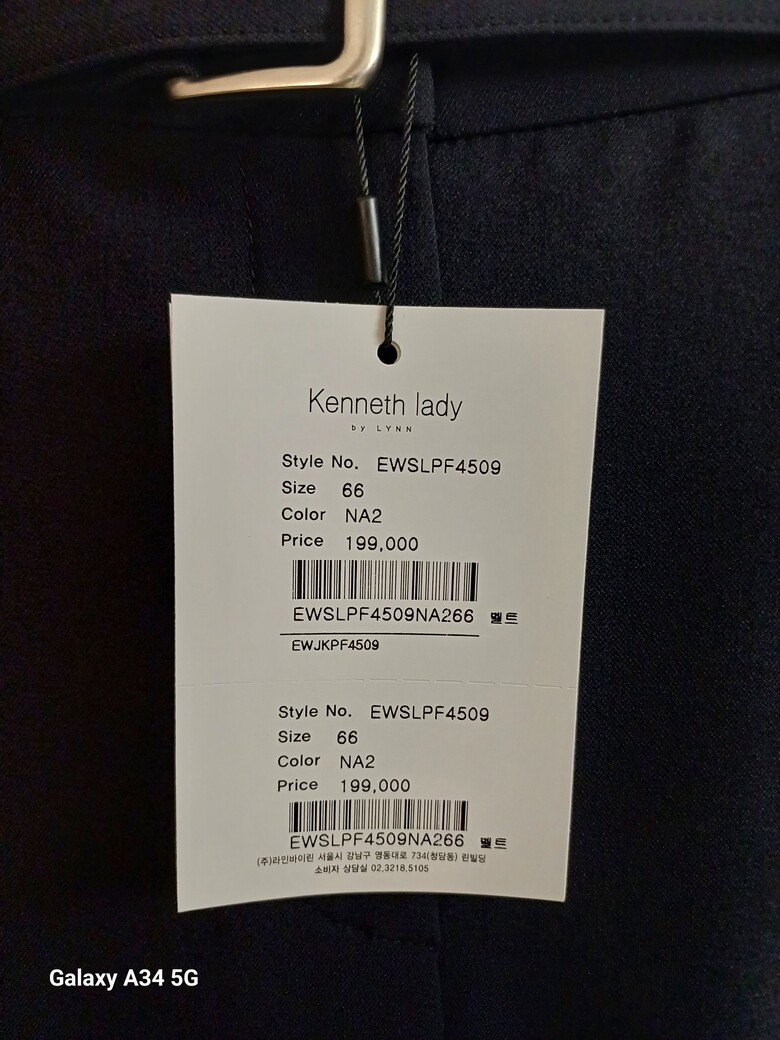 Kenneth lady
by LYNN
Style No. EWSLPF4509
Size 66
Color NA2
Price 199,000
EWSLPF4509NA266 벨트
EWJKPF4509
Style No. EWSLPF4509
Size 66
Color NA2
Price 199,000
EWSLPF4509NA266 벨트
(주)라인바이린 서울시 강남구 영동대로 734(청담동) 린빌딩
소비자 상담실 02.3218.5105
Galaxy A34 5G